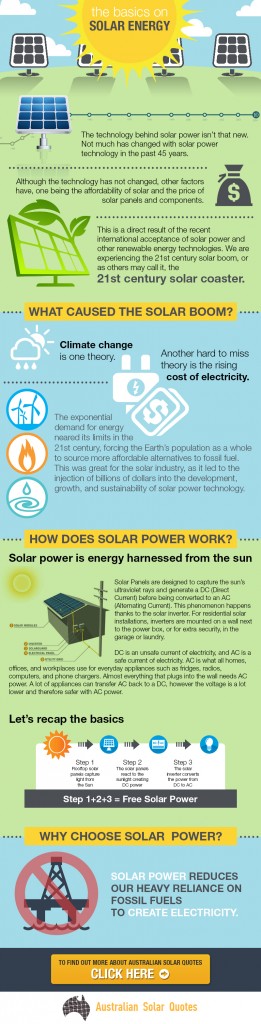 the basics on
SOLAR ENERGY
The technology behind solar power isn't that new.
Not much has changed with solar power
technology in the past 45 years.
Although the technology has not changed, other factors
have, one being the affordability of solar and the price of
solar panels and components.
$
This is a direct result of the recent
international acceptance of solar power and
other renewable energy technologies. We are
experiencing the 21st century solar boom, or
as others may call it, the
21st century solar coaster.
WHAT CAUSED THE SOLAR BOOM?
Climate change
is one theory.
Another hard to miss
theory is the rising
cost of electricity.
$
The exponential
demand for energy
neared its limits in the
21st century, forcing the Earth's population as a whole
to source more affordable alternatives to fossil fuel.
This was great for the solar industry, as it led to the
injection of billions of dollars into the development,
growth, and sustainability of solar power technology.
HOW DOES SOLAR POWER WORK?
Solar power is energy harnessed from the sun
Solar Panels are designed to capture the sun's
ultraviolet rays and generate a DC (Direct
Current) before being converted to an AC
(Alternating Current). This phenomenon happens
thanks to the solar inverter. For residential solar
installations, inverters are mounted on a wall next
to the power box, or for extra security, in the
garage or laundry.
DC is an unsafe current of electricity, and AC is a
safe current of electricity. AC is what all homes,
offices, and workplaces use for everyday appliances such as fridges, radios,
computers, and phone chargers. Almost everything that plugs into the wall needs AC
power. A lot of appliances can transfer AC back to a DC, however the voltage is a lot
lower and therefore safer with AC power.
Let's recap the basics
Step 1
Rooftop solar
panels capture
light from
the Sun
Step 2
The solar panels
react to the
sunlight creating
DC power
Step 3
The solar
inverter converts
the power from
DC to AC
Step 1+2+3 = Free Solar Power
WHY CHOOSE SOLAR POWER?
SOLAR POWER REDUCES
OUR HEAVY RELIANCE ON
FOSSIL FUELS
TO CREATE ELECTRICITY.
TO FIND OUT MORE ABOUT AUSTRALIAN SOLAR QUOTES
CLICK HERE
Australian Solar Quotes